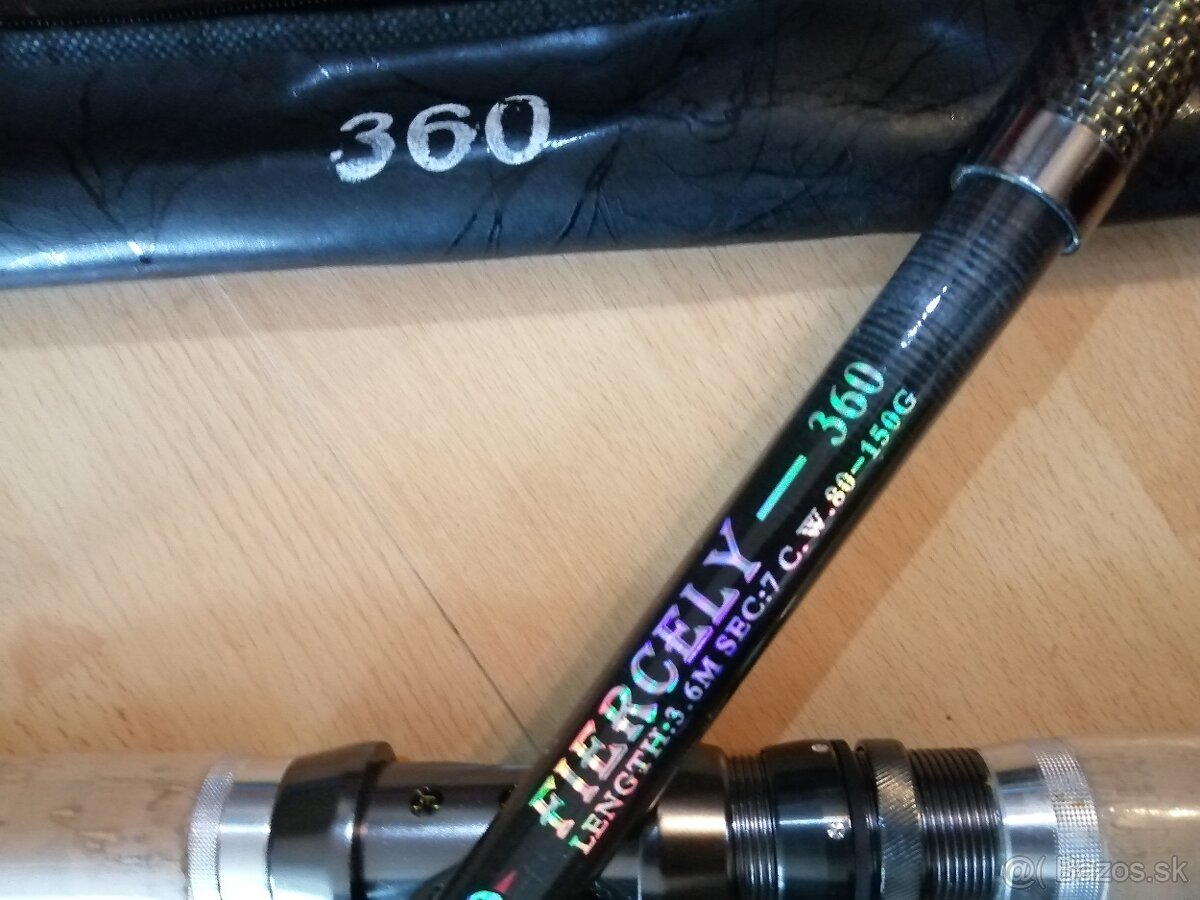 360
FIERCELY — 360
LENGTH:3.6M SEC:7 C.W.80-150G
Bazos.sk